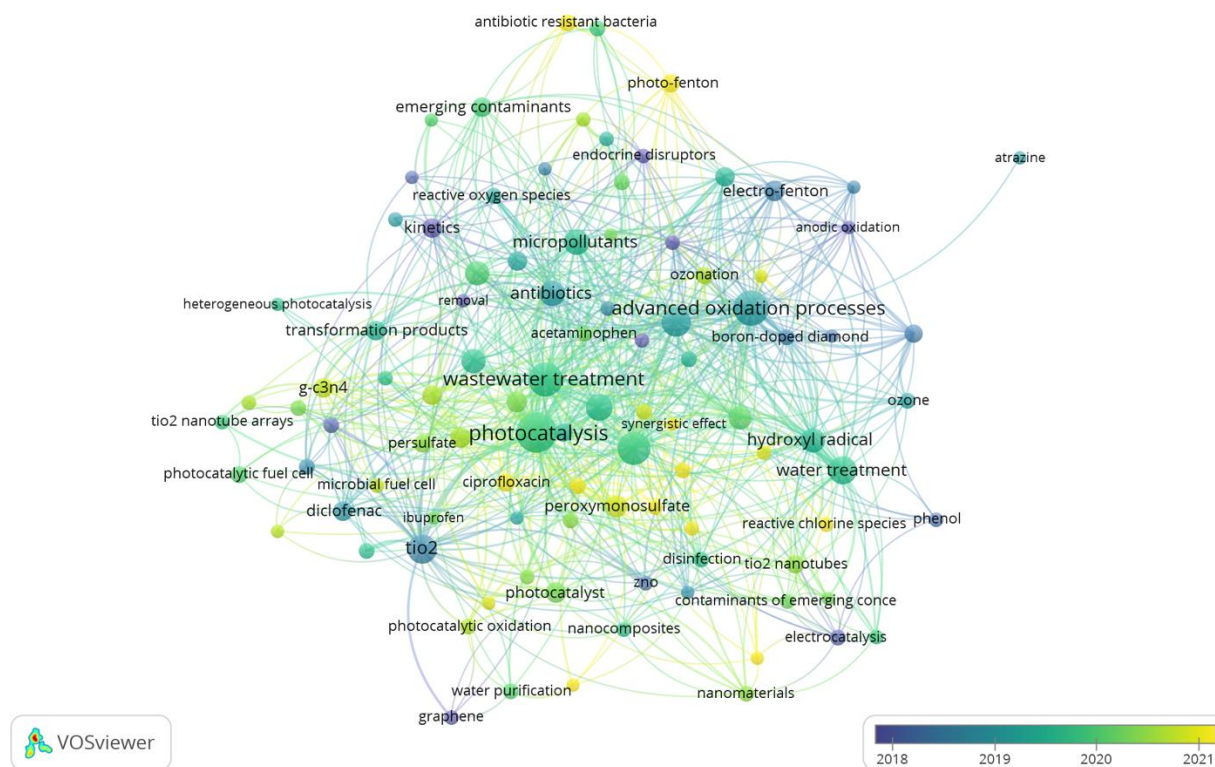 antibiotic resistant bacteria
photo-fenton
emerging contaminants
endocrine disruptors
atrazine
reactive oxygen species
electro-fenton
kinetics
anodic oxidation
micropollutants
ozonation
heterogeneous photocatalysis
removal
antibiotics
advanced oxidation processes
transformation products
acetaminophen
boron-doped diamond
wastewater treatment
g-c3n4
ozone
tio2 nanotube arrays
synergistic effect
photocatalysis
persulfate
hydroxyl radical
photocatalytic fuel cell
microbial fuel cell
ciprofloxacin
water treatment
diclofenac
ibuprofen
peroxymonosulfate
reactive chlorine species
phenol
tio2
disinfection
tio2 nanotubes
zno
photocatalyst
contaminants of emerging conce
photocatalytic oxidation
nanocomposites
electrocatalysis
water purification
nanomaterials
graphene
VOSviewer
2018 2019 2020 2021